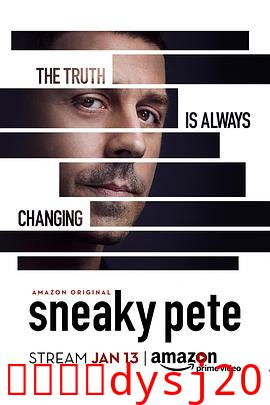 THE TRUTH
IS ALWAYS
CHANGING
AMAZON ORIGINAL
sneaky pete
STREAM JAN 13 | amazon
prime video
dysj20